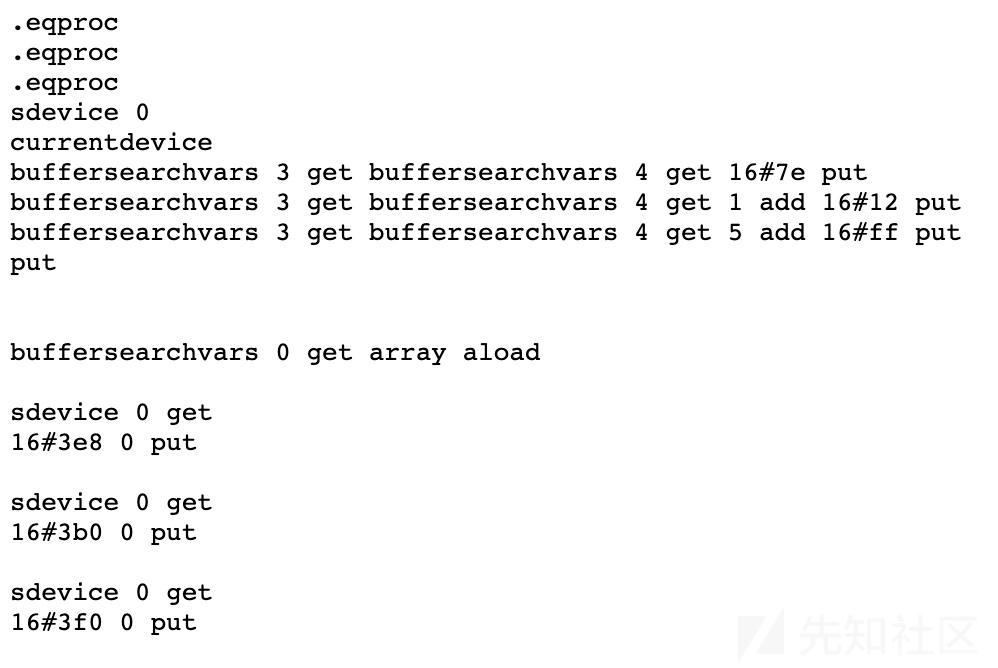 .eqproc
.eqproc
.eqproc
sdevice 0
currentdevice
buffersearchvars 3 get buffersearchvars 4 get 16#7e put
buffersearchvars 3 get buffersearchvars 4 get 1 add 16#12 put
buffersearchvars 3 get buffersearchvars 4 get 5 add 16#ff put
put
buffersearchvars 0 get array aload
sdevice 0 get
16#3e8 0 put
sdevice 0 get
16#3b0 0 put
sdevice 0 get
16#3f0 0 put
先知社区